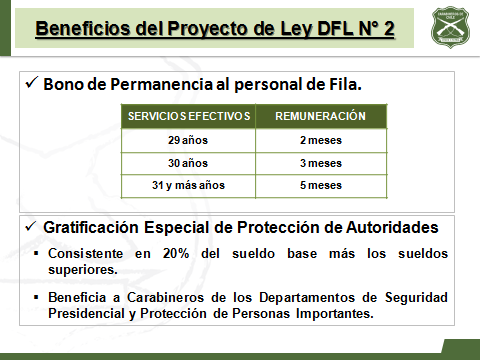 Beneficios del Proyecto de Ley DFL N° 2
CARABINEROS DE
CHILE
✓ Bono de Permanencia al personal de Fila.
SERVICIOS EFECTIVOS REMUNERACIÓN
29 años 2 meses
30 años 3 meses
31 y más años 5 meses
✓ Gratificación Especial de Protección de Autoridades
▪ Consistente en 20% del sueldo base más los sueldos
superiores.
▪ Beneficia a Carabineros de los Departamentos de Seguridad
Presidencial y Protección de Personas Importantes.